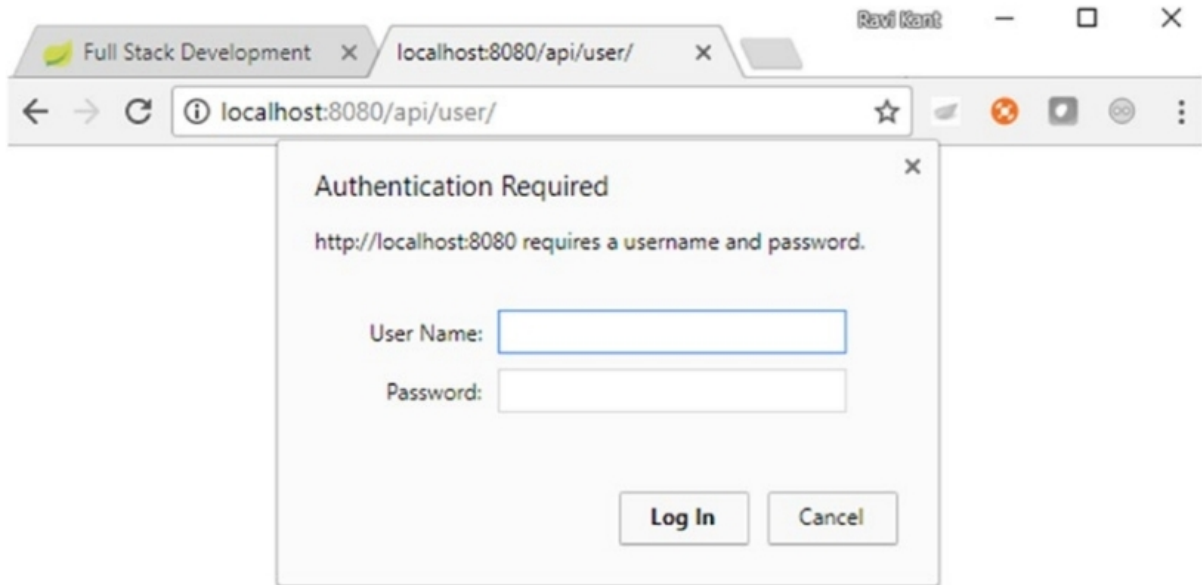 Ravi Kant
Full Stack Development
localhost:8080/api/user/
localhost:8080/api/user/
Authentication Required
http://localhost:8080 requires a username and password.
User Name:
Password:
Log In
Cancel